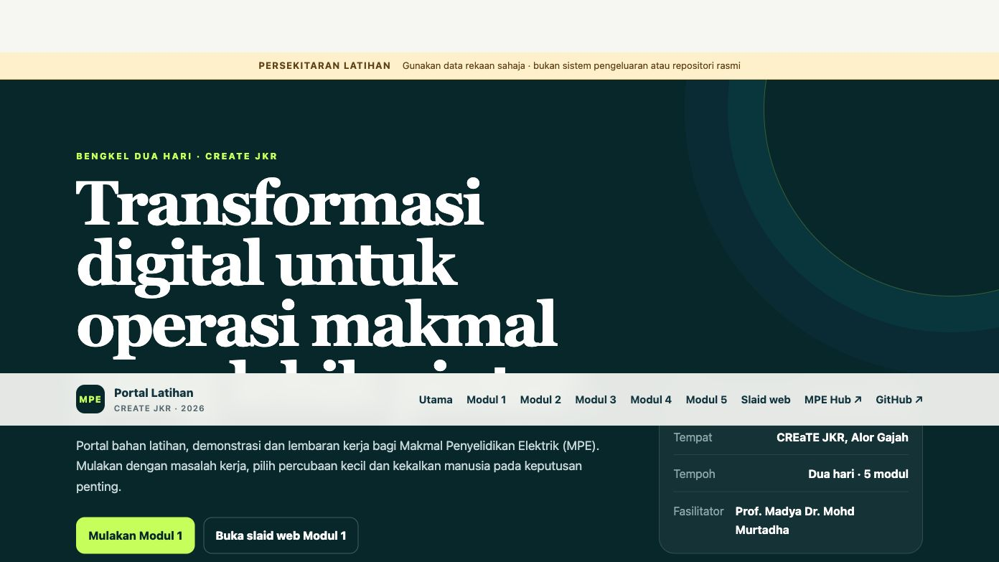 PERSEKITARAN LATIHAN Gunakan data rekaan sahaja · bukan sistem pengeluaran atau repositori rasmi
BENGKEL DUA HARI · CREATE JKR
Transformasi
digital untuk
operasi makmal
MPE
Portal Latihan
CREATE JKR · 2026
Utama Modul 1 Modul 2 Modul 3 Modul 4 Modul 5 Slaid web MPE Hub ↗ GitHub ↗
Portal bahan latihan, demonstrasi dan lembaran kerja bagi Makmal Penyelidikan Elektrik (MPE).
Mulakan dengan masalah kerja, pilih percubaan kecil dan kekalkan manusia pada keputusan
penting.
Mulakan Modul 1
Buka slaid web Modul 1
Tempat CREaTE JKR, Alor Gajah
Tempoh Dua hari · 5 modul
Fasilitator Prof. Madya Dr. Mohd
Murtadha